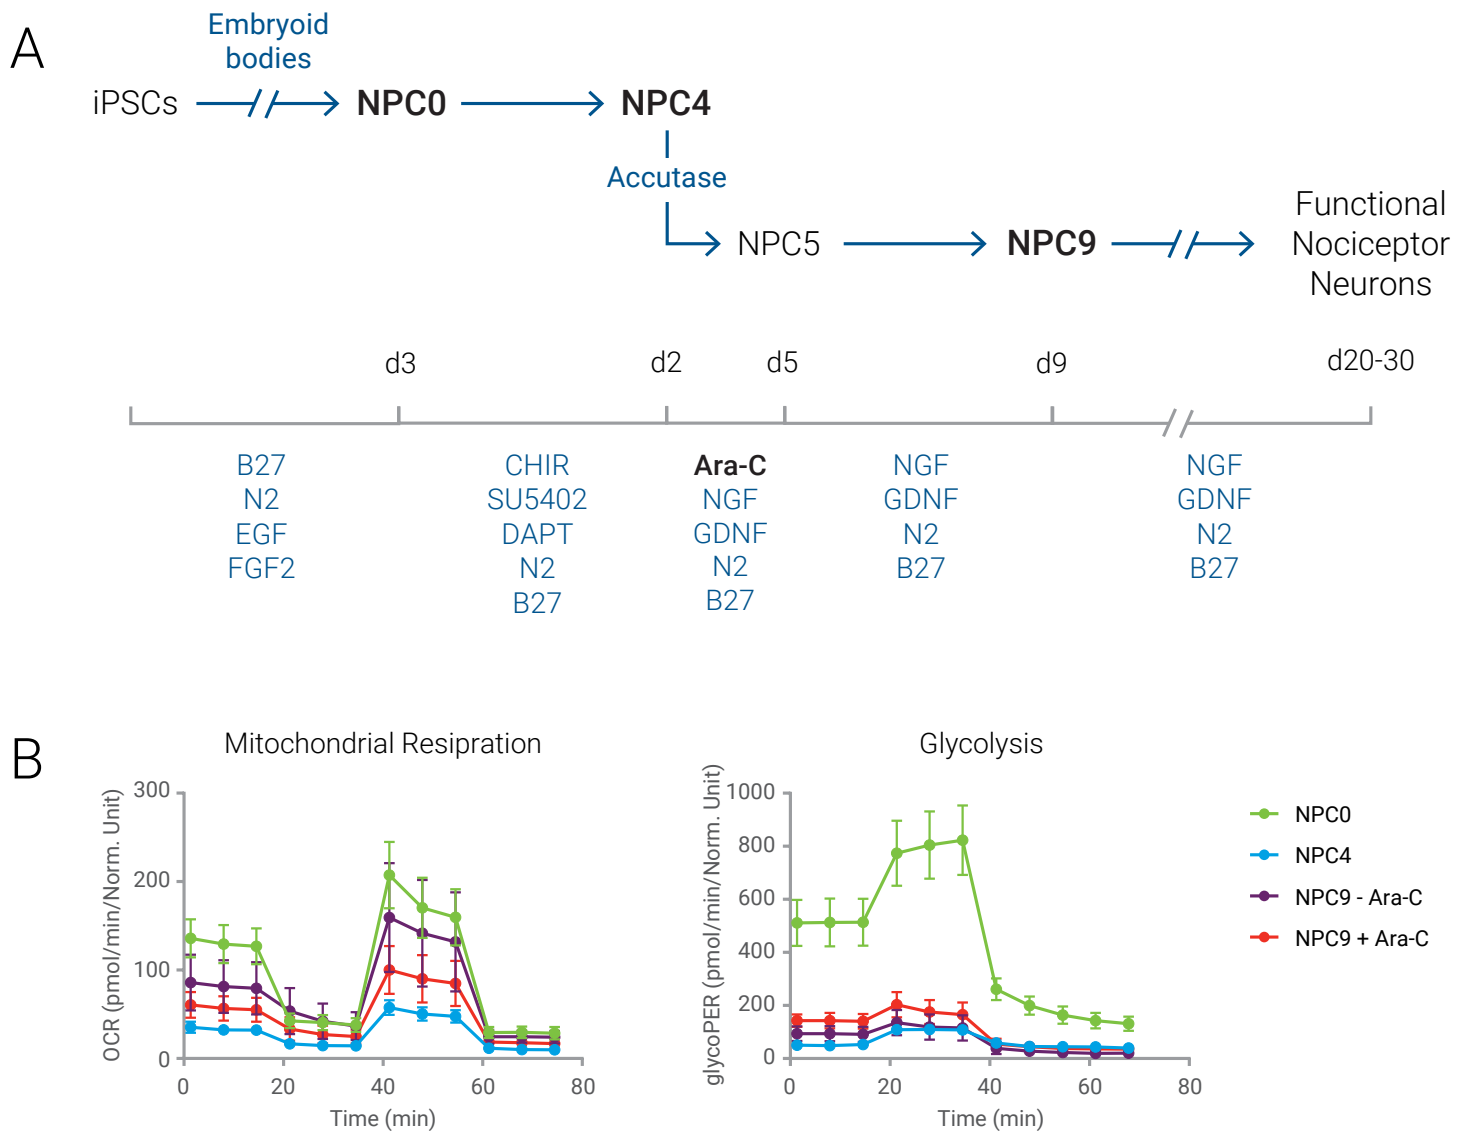 A
Embryoid
bodies
iPSCs
NPC0
NPC4
Accutase
NPC5
NPC9
Functional
Nociceptor
Neurons
d3
d2
d5
d9
d20-30
B27
N2
EGF
FGF2
CHIR
SU5402
DAPT
N2
B27
Ara-C
NGF
GDNF
N2
B27
NGF
GDNF
N2
B27
NGF
GDNF
N2
B27
B
Mitochondrial Resipration
OCR (pmol/min/Norm. Unit)
300
200
100
0
0
20
40
60
80
Time (min)
Glycolysis
glycoPER (pmol/min/Norm. Unit)
1000
800
600
400
200
0
0
20
40
60
80
Time (min)
NPC0
NPC4
NPC9 - Ara-C
NPC9 + Ara-C